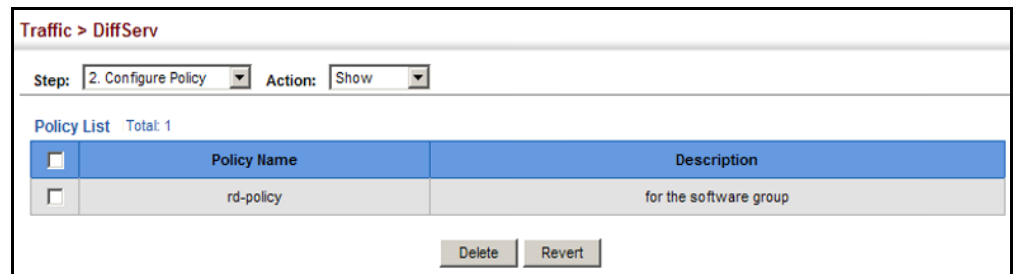 Traffic > DiffServ
Step: 2. Configure Policy Action: Show
Policy List Total: 1
Policy Name Description
rd-policy for the software group
Delete Revert